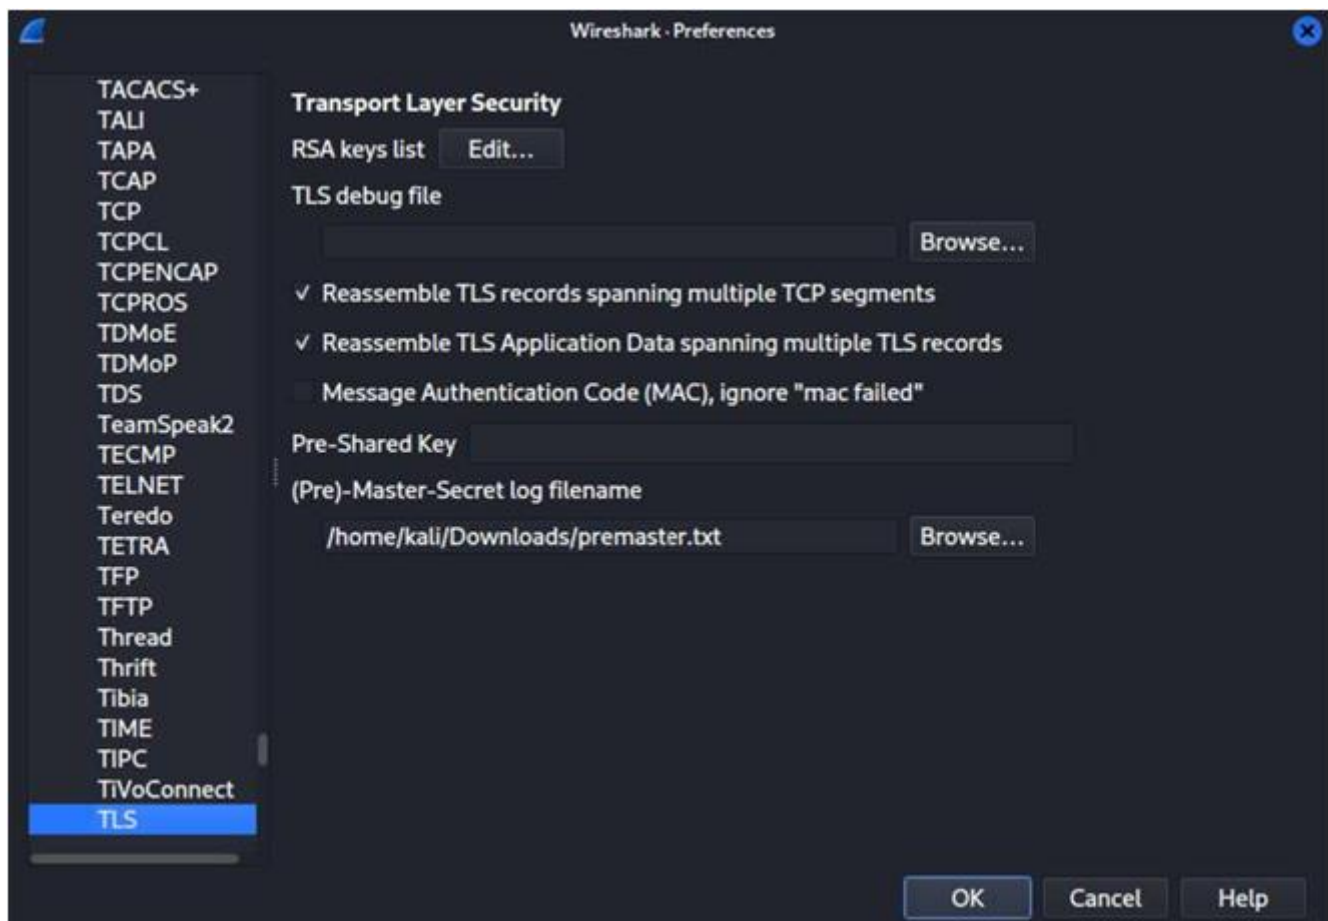 Wireshark · Preferences
TACACS+
TALI
TAPA
TCAP
TCP
TCPCL
TCPENCAP
TCPROS
TDMoE
TDMoP
TDS
TeamSpeak2
TECMP
TELNET
Teredo
TETRA
TFP
TFTP
Thread
Thrift
Tibia
TIME
TIPC
TiVoConnect
TLS
Transport Layer Security
RSA keys list Edit...
TLS debug file
Browse...
Reassemble TLS records spanning multiple TCP segments
Reassemble TLS Application Data spanning multiple TLS records
Message Authentication Code (MAC), ignore "mac failed"
Pre-Shared Key
(Pre)-Master-Secret log filename
/home/kali/Downloads/premaster.txt Browse...
OK Cancel Help